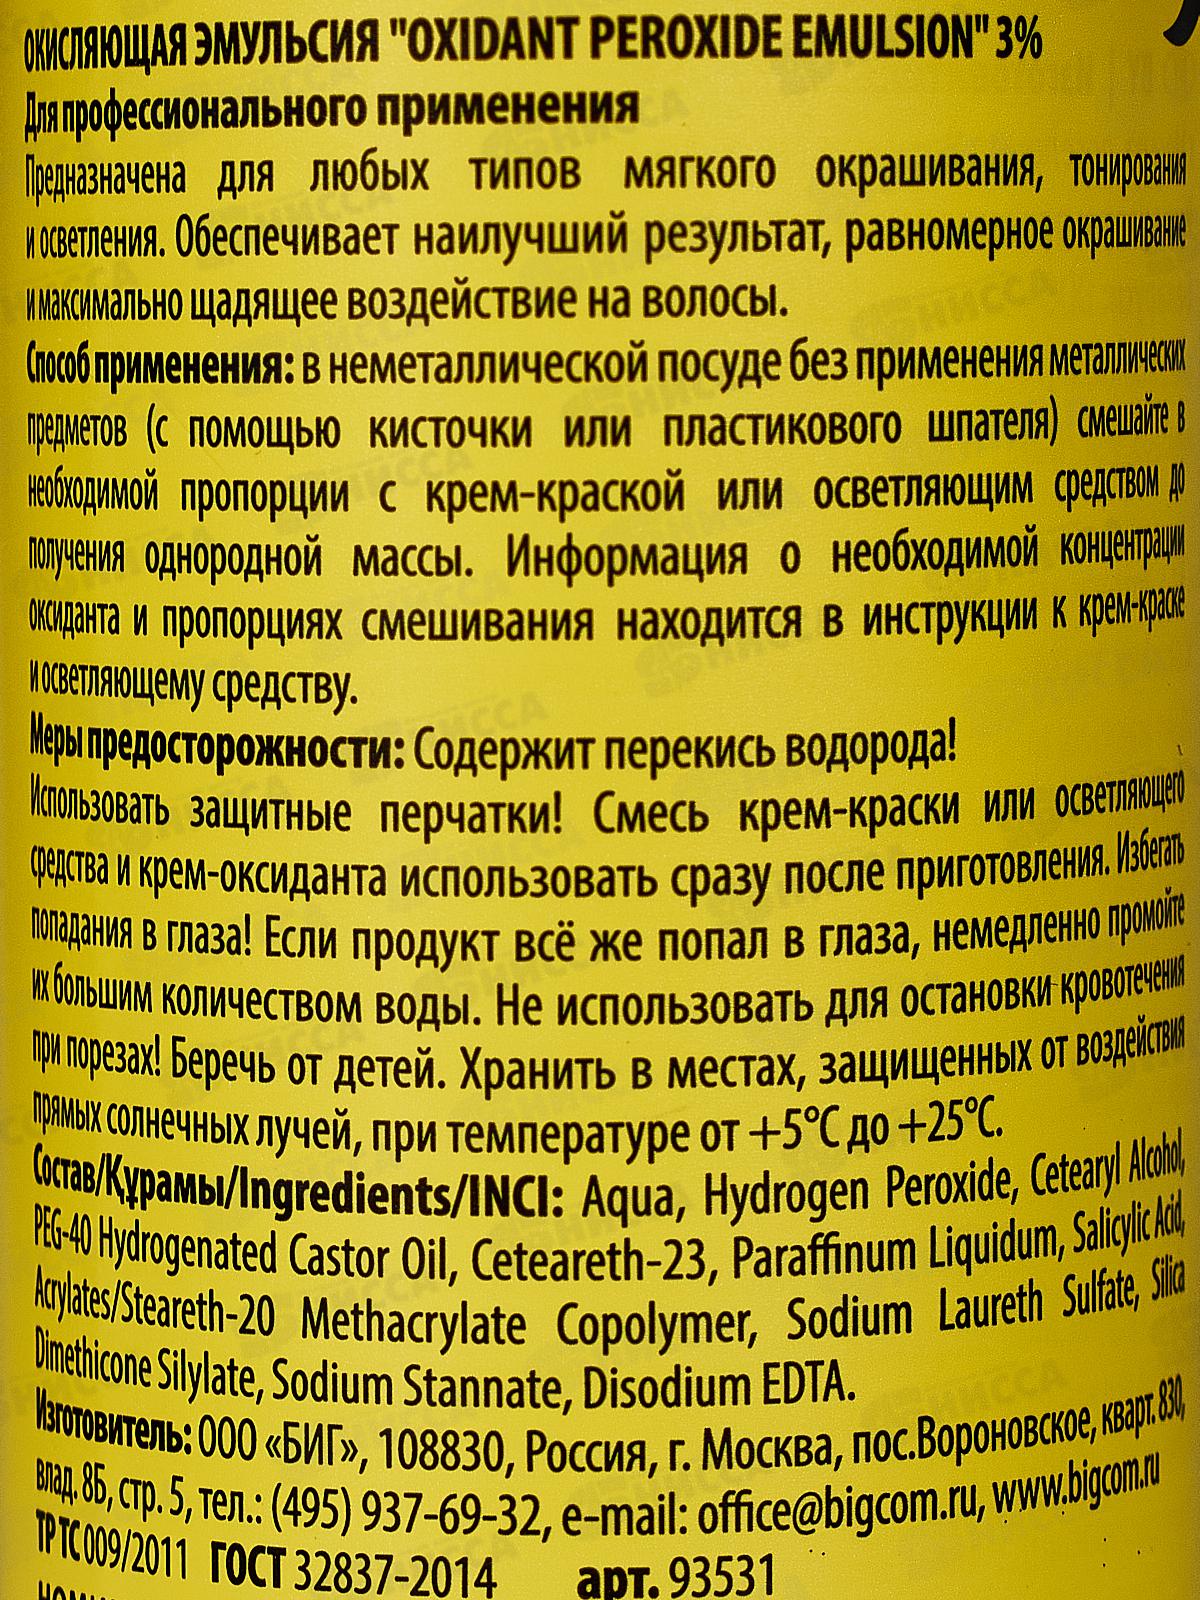 ОКИСЛЯЮЩАЯ ЭМУЛЬСИЯ "OXIDANT PEROXIDE EMULSION" 3%
Для профессионального применения
Предназначена для любых типов мягкого окрашивания, тонирования
и осветления. Обеспечивает наилучший результат, равномерное окрашивание
и максимально щадящее воздействие на волосы.
Способ применения: в неметаллической посуде без применения металлических
предметов (с помощью кисточки или пластикового шпателя) смешайте в
необходимой пропорции с крем-краской или осветляющим средством до
получения однородной массы. Информация о необходимой концентрации
оксиданта и пропорциях смешивания находится в инструкции к крем-краске
и осветляющему средству.
Меры предосторожности: Содержит перекись водорода!
Использовать защитные перчатки! Смесь крем-краски или осветляющего
средства и крем-оксиданта использовать сразу после приготовления. Избегать
попадания в глаза! Если продукт всё же попал в глаза, немедленно промойте
их большим количеством воды. Не использовать для остановки кровотечения
при порезах! Беречь от детей. Хранить в местах, защищенных от воздействия
прямых солнечных лучей, при температуре от +5°C до +25°C.
Состав/Құрамы/Ingredients/INCI: Aqua, Hydrogen Peroxide, Cetearyl Alcohol,
PEG-40 Hydrogenated Castor Oil, Ceteareth-23, Paraffinum Liquidum, Salicylic Acid,
Acrylates/Steareth-20 Methacrylate Copolymer, Sodium Laureth Sulfate, Silica
Dimethicone Silylate, Sodium Stannate, Disodium EDTA.
Изготовитель: ООО «БИГ», 108830, Россия, г. Москва, пос.Вороновское, кварт. 830,
влад. 8Б, стр. 5, тел.: (495) 937-69-32, e-mail: office@bigcom.ru, www.bigcom.ru
ТР ТС 009/2011 ГОСТ 32837-2014 арт. 93531